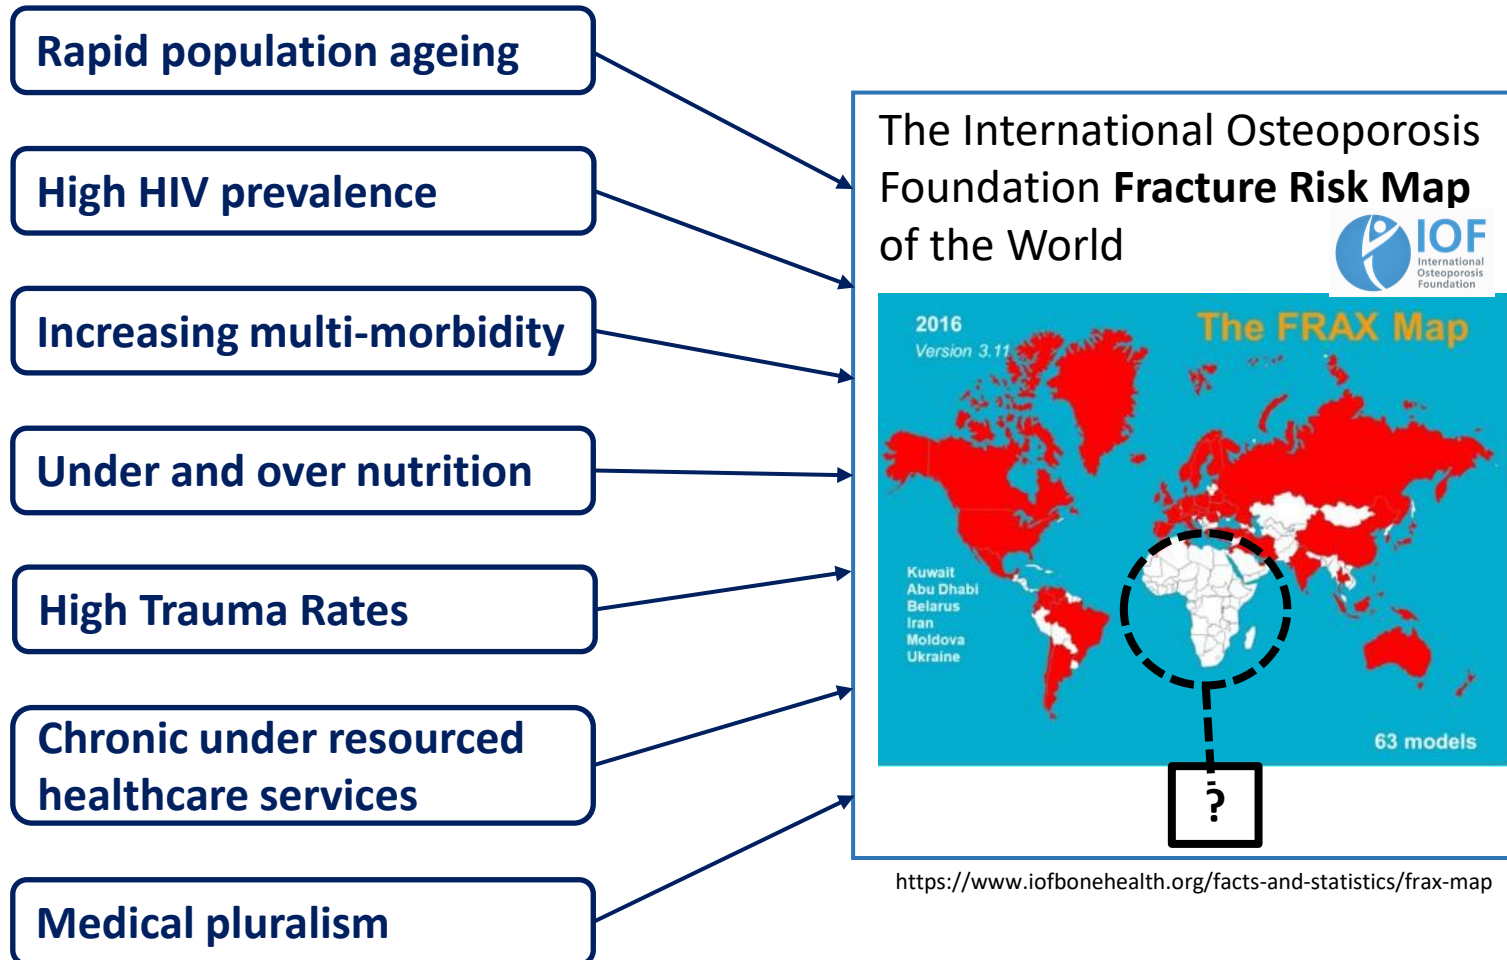 Rapid population ageing
High HIV prevalence
Increasing multi-morbidity
Under and over nutrition
High Trauma Rates
Chronic under resourced
healthcare services
Medical pluralism
The International Osteoporosis
Foundation Fracture Risk Map
of the World
IOF
International
Osteoporosis
Foundation
2016
Version 3.11
The FRAX Map
Kuwait
Abu Dhabi
Belarus
Iran
Moldova
Ukraine
63 models
?
https://www.iofbonehealth.org/facts-and-statistics/frax-map